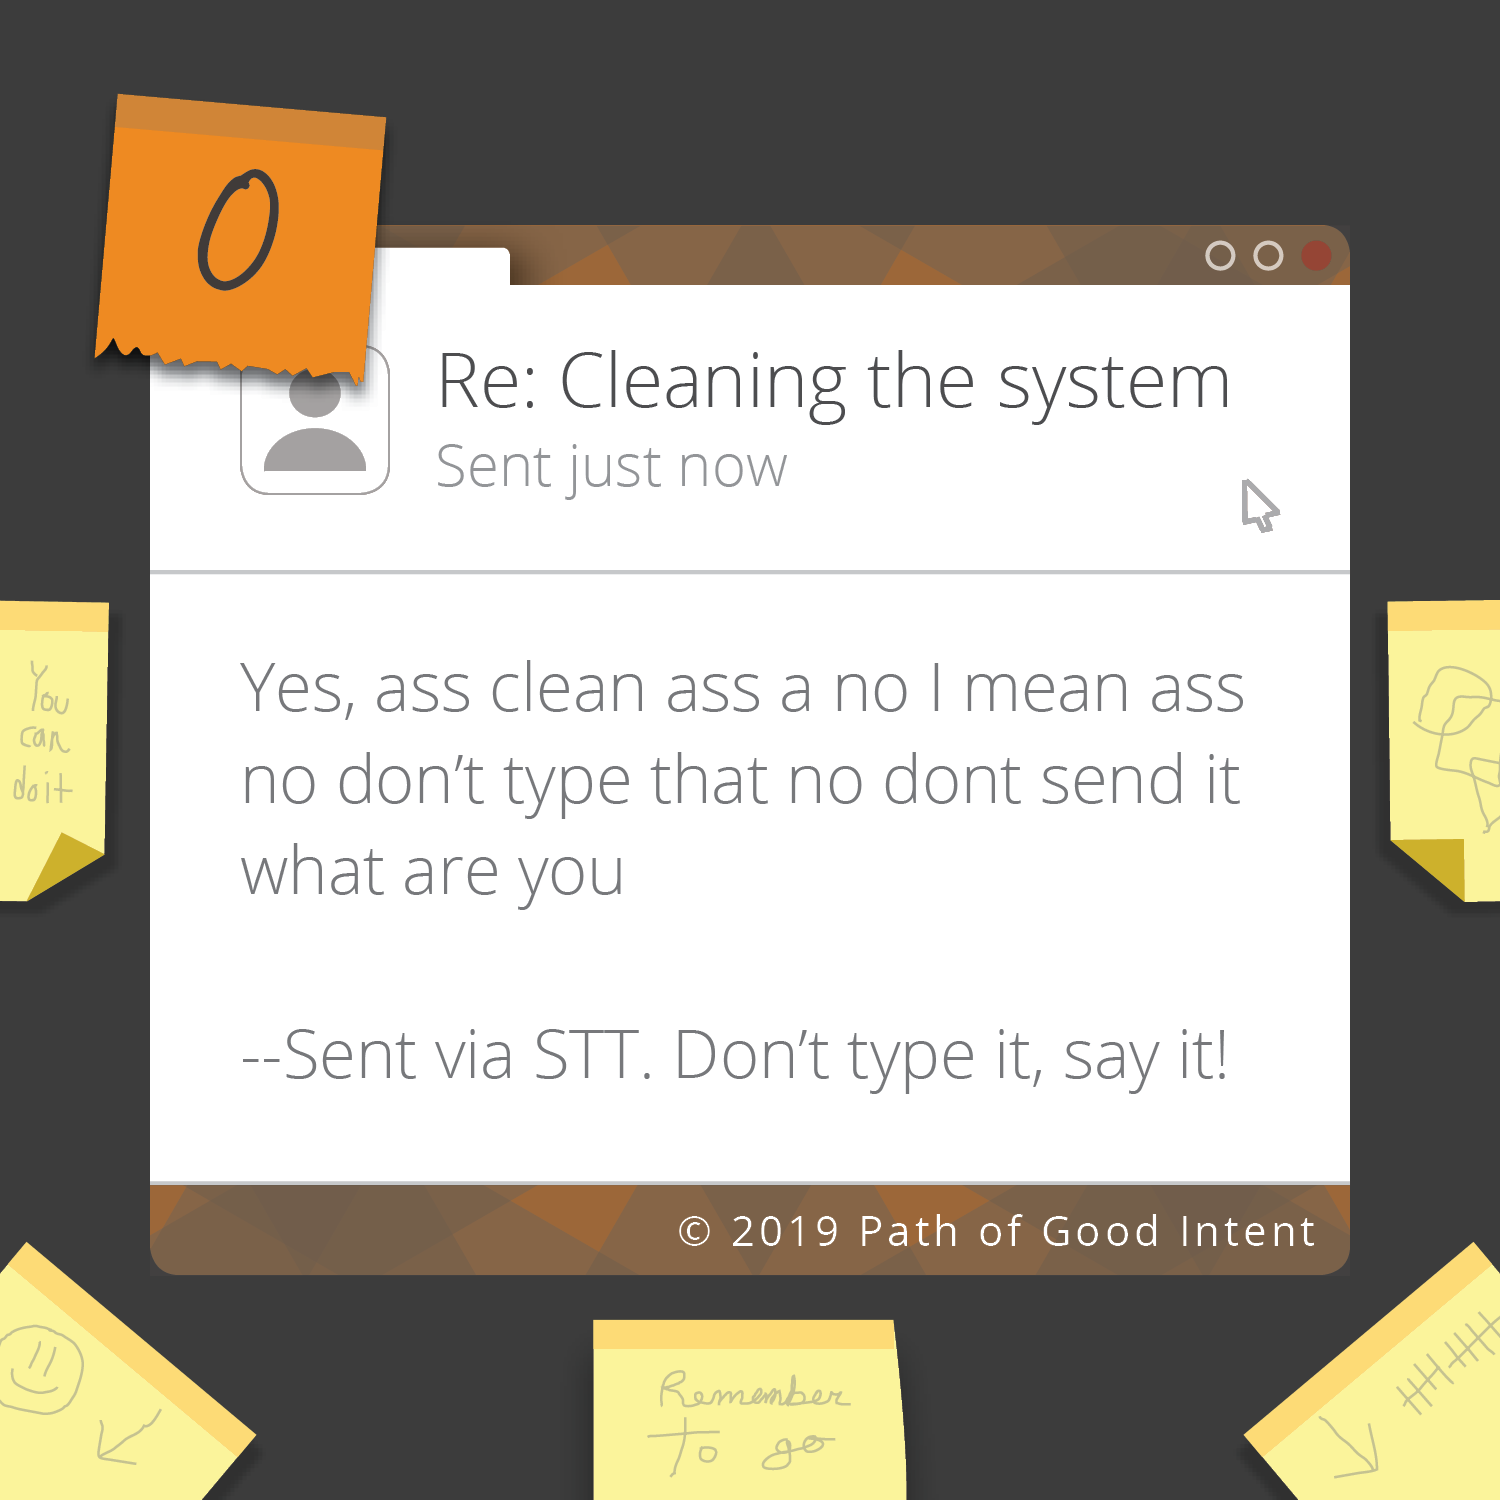 0
Re: Cleaning the system
Sent just now
Yes, ass clean ass a no I mean ass
no don’t type that no dont send it
what are you
--Sent via STT. Don’t type it, say it!
© 2019 Path of Good Intent
You
can
do it
Remember
to go